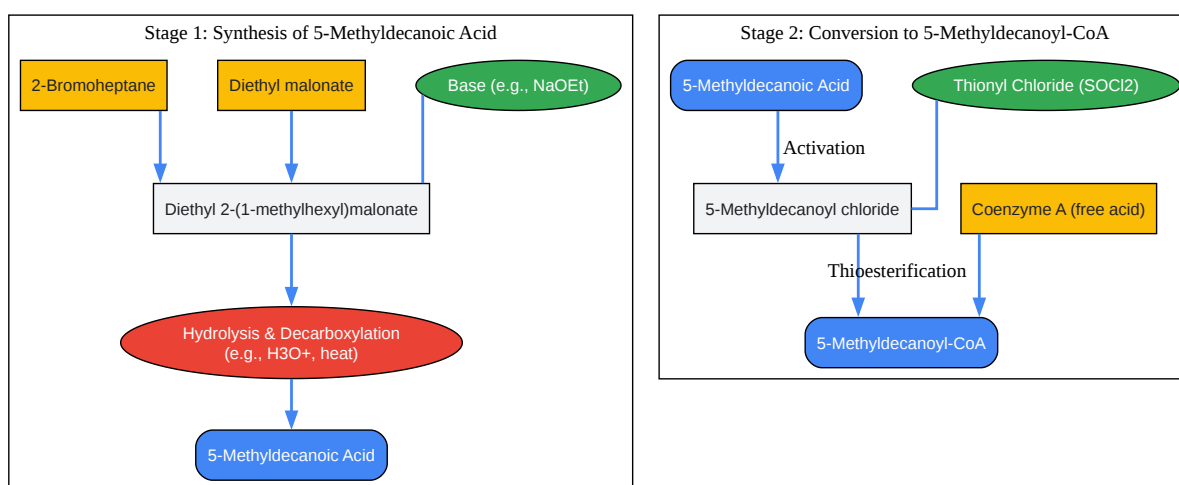 Stage 1: Synthesis of 5-Methyldecanoic Acid
2-Bromoheptane
Diethyl malonate
Base (e.g., NaOEt)
Diethyl 2-(1-methylhexyl)malonate
Hydrolysis & Decarboxylation
(e.g., H3O+, heat)
5-Methyldecanoic Acid
Stage 2: Conversion to 5-Methyldecanoyl-CoA
5-Methyldecanoic Acid
Thionyl Chloride (SOCl2)
Activation
5-Methyldecanoyl chloride
Coenzyme A (free acid)
Thioesterification
5-Methyldecanoyl-CoA